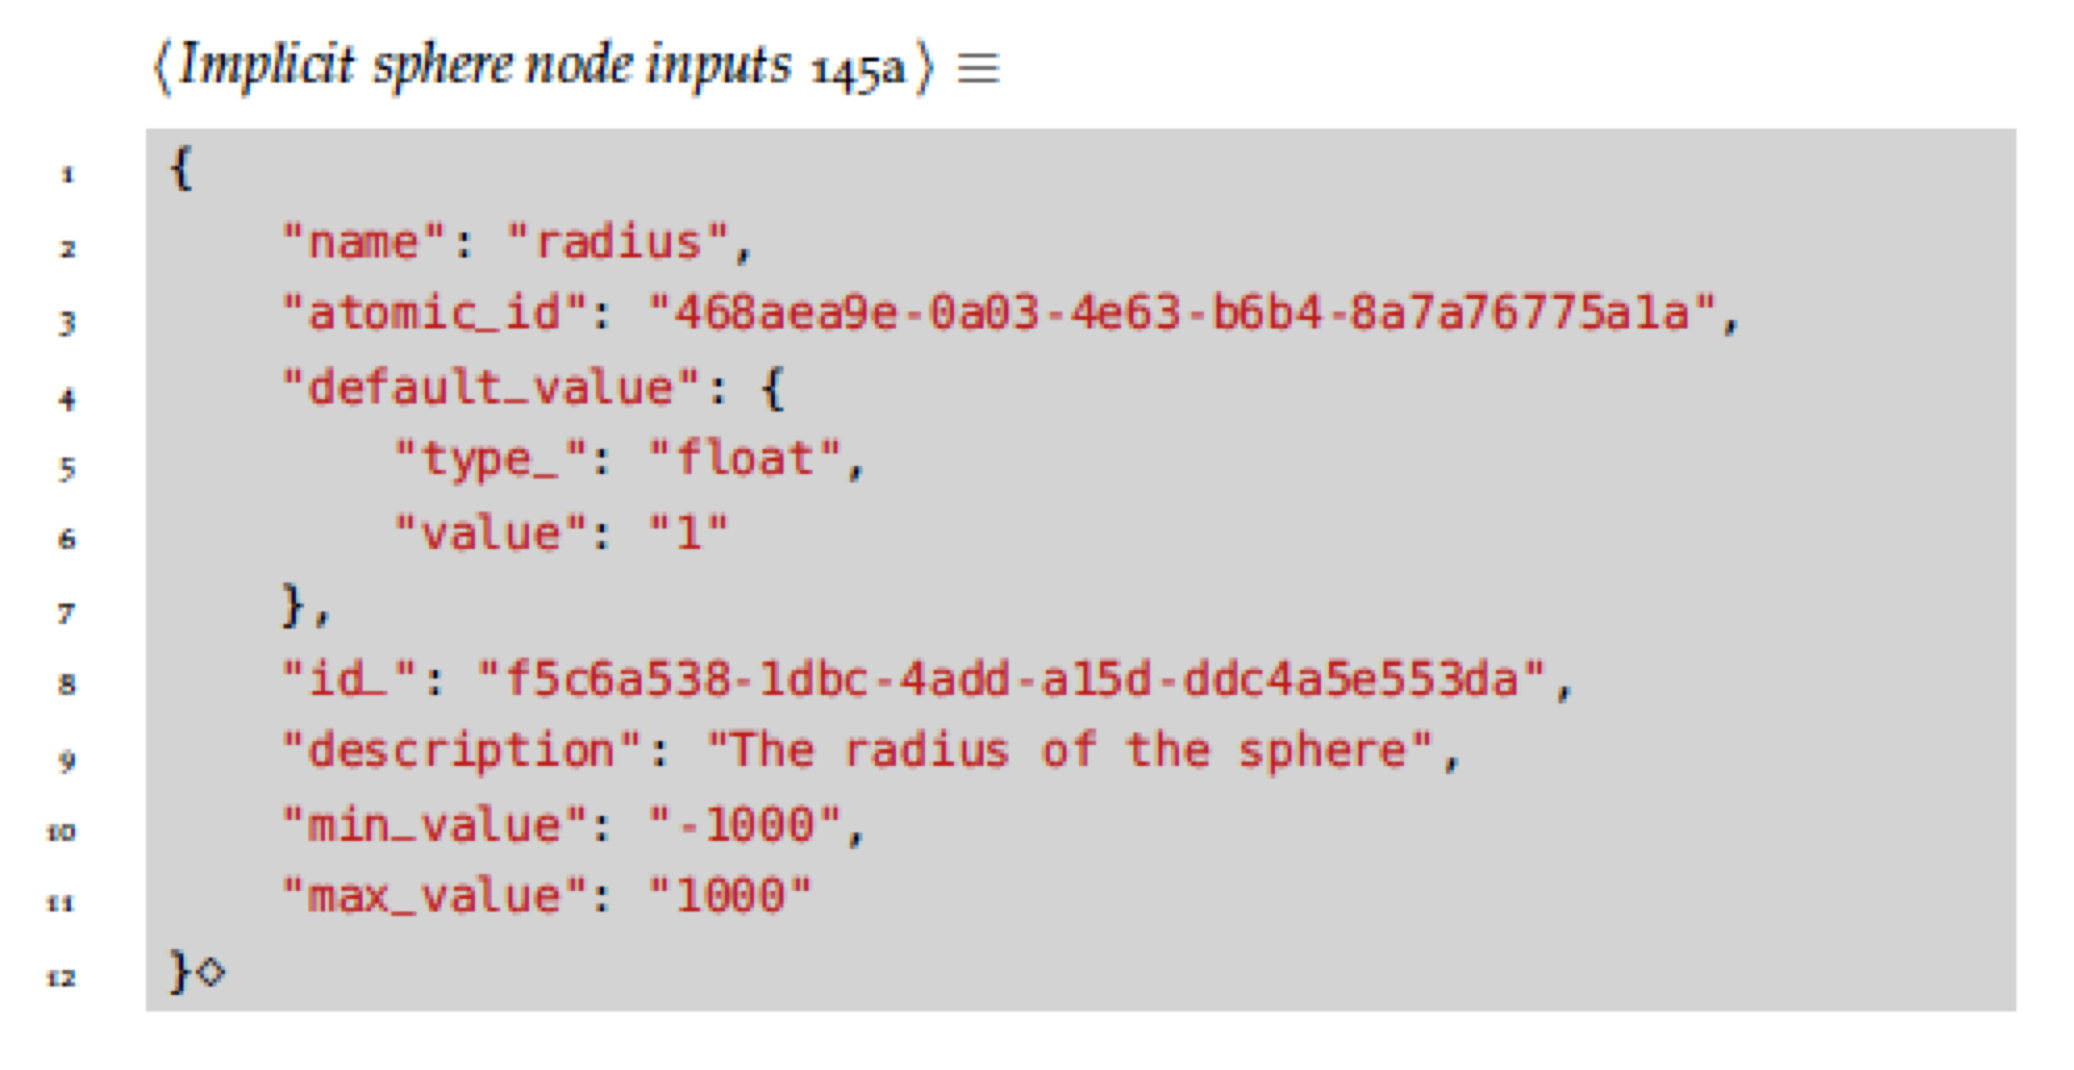 ⟨Implicit sphere node inputs 145a⟩ ≡
1 {
2 "name": "radius",
3 "atomic_id": "468aea9e-0a03-4e63-b6b4-8a7a76775a1a",
4 "default_value": {
5 "type_": "float",
6 "value": "1"
7 },
8 "id_": "f5c6a538-1dbc-4add-a15d-ddc4a5e553da",
9 "description": "The radius of the sphere",
10 "min_value": "-1000",
11 "max_value": "1000"
12 }◇